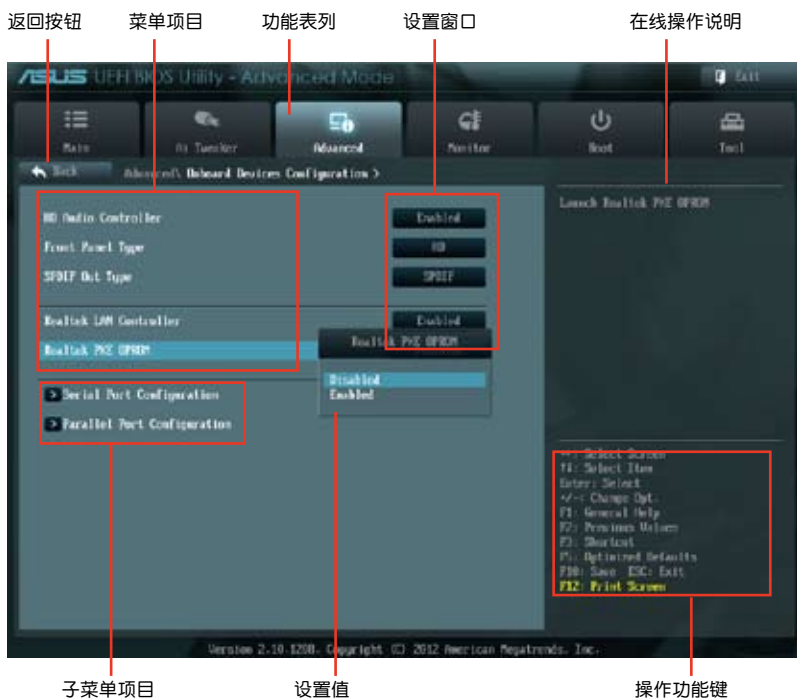 返回按钮 菜单项目 功能表列 设置窗口 在线操作说明
ASUS UEFI BIOS Utility - Advanced Mode Exit
Main Ai Tweaker Advanced Monitor Boot Tool
Back Advanced\ Onboard Devices Configuration >
HD Audio Controller Enabled
Front Panel Type HD
SPDIF Out Type SPDIF
Realtek LAN Controller Enabled
Realtek PXE OPROM
Realtek PXE OPROM
Disabled
Enabled
> Serial Port Configuration
> Parallel Port Configuration
Launch Realtek PXE OPROM
→←: Select Screen
↑↓: Select Item
Enter: Select
+/-: Change Opt.
F1: General Help
F2: Previous Values
F3: Shortcut
F5: Optimized Defaults
F10: Save ESC: Exit
F12: Print Screen
Version 2.10.1208. Copyright (C) 2012 American Megatrends, Inc.
子菜单项目 设置值 操作功能键